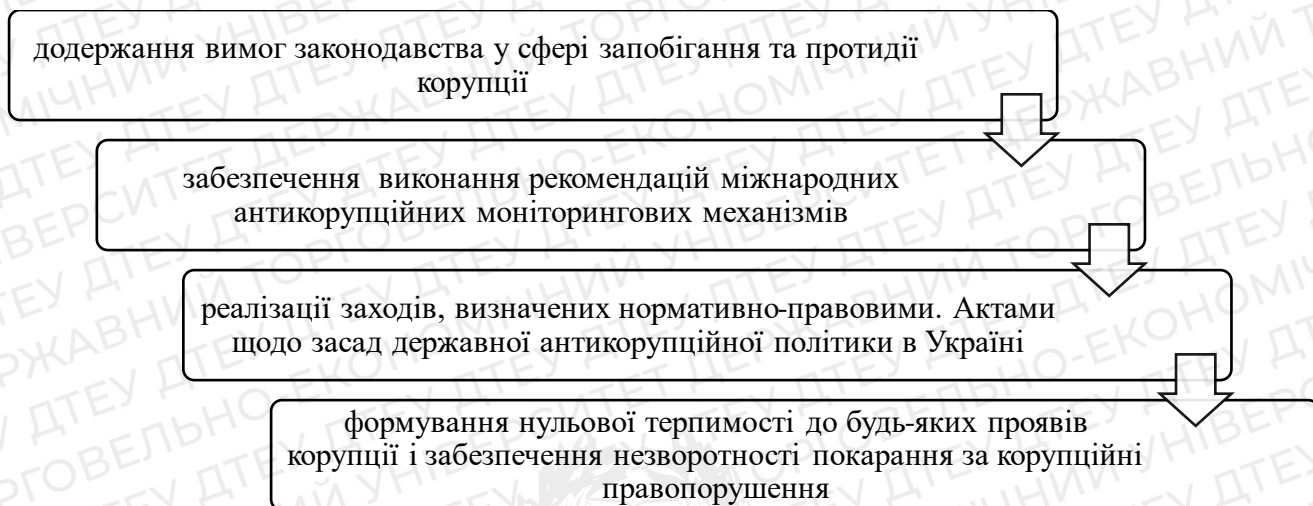 додержання вимог законодавства у сфері запобігання та протидії
корупції
забезпечення виконання рекомендацій міжнародних
антикорупційних моніторингових механізмів
реалізації заходів, визначених нормативно-правовими. Актами
щодо засад державної антикорупційної політики в Україні
формування нульової терпимості до будь-яких проявів
корупції і забезпечення незворотності покарання за корупційні
правопорушення